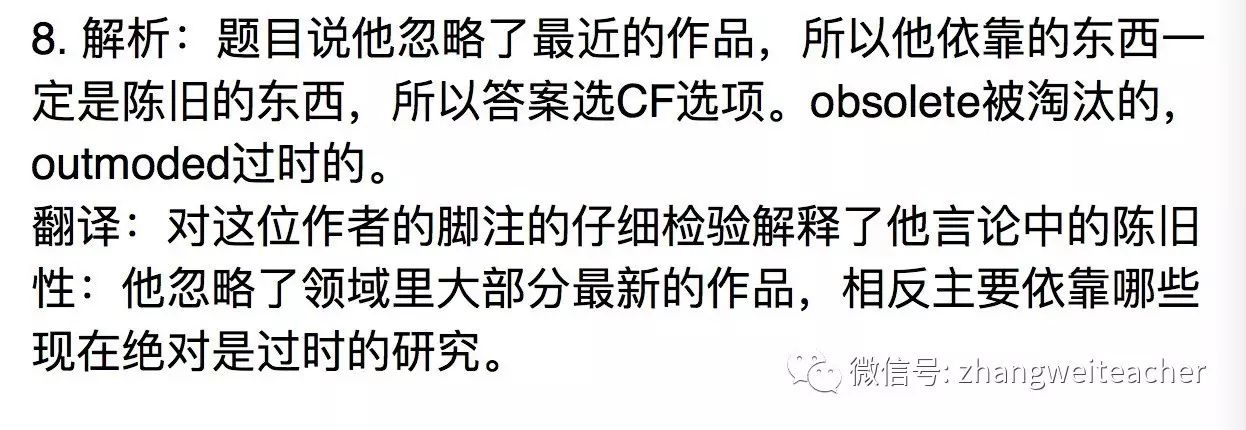 8. 解析：题目说他忽略了最近的作品，所以他依靠的东西一
定是陈旧的东西，所以答案选CF选项。obsolete被淘汰的，
outmoded过时的。
翻译：对这位作者的脚注的仔细检验解释了他言论中的陈旧
性：他忽略了领域里大部分最新的作品，相反主要依靠哪些
现在绝对是过时的研究。
微信号: zhangweiteacher